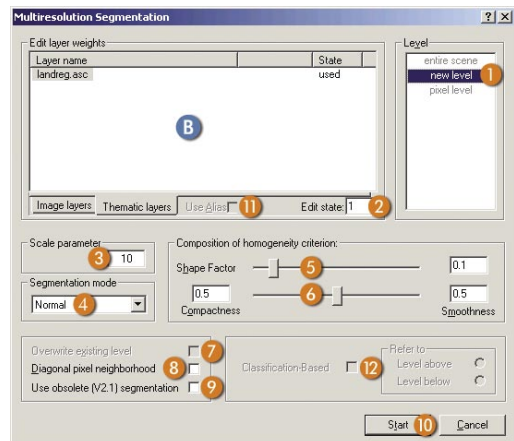 Multiresolution Segmentation
Edit layer weights
Layer name State
landreg.asc used
B
Image layers Thematic layers Use Alias 11 Edit state: 1 2
Level
entire scene
new level 1
pixel level
Scale parameter
3 10
Segmentation mode
Normal 4
Composition of homogeneity criterion:
Shape Factor 5 0.1
0.5 6 0.5
Compactness Smoothness
Overwrite existing level 7
Diagonal pixel neighborhood 8
Use obsolete (V2.1) segmentation 9
Classification-Based 12
Refer to
Level above
Level below
Start 10 Cancel